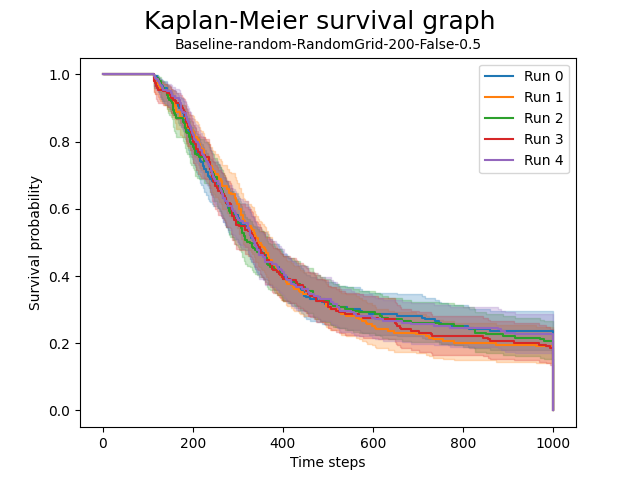 Kaplan-Meier survival graph
Baseline-random-RandomGrid-200-False-0.5
1.0
0.8
0.6
0.4
0.2
0.0
Survival probability
Run 0
Run 1
Run 2
Run 3
Run 4
0 200 400 600 800 1000
Time steps